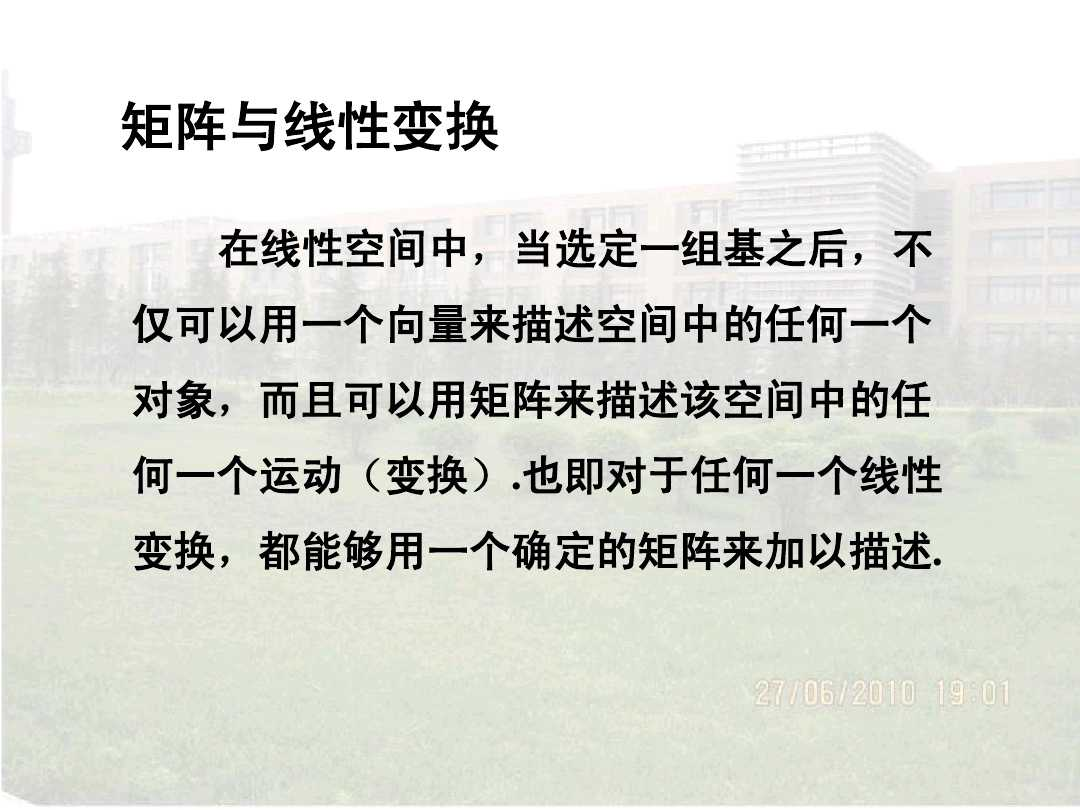 矩阵与线性变换
在线性空间中，当选定一组基之后，不
仅可以用一个向量来描述空间中的任何一个
对象，而且可以用矩阵来描述该空间中的任
何一个运动（变换）.也即对于任何一个线性
变换，都能够用一个确定的矩阵来加以描述.
27/06/2010 19:01